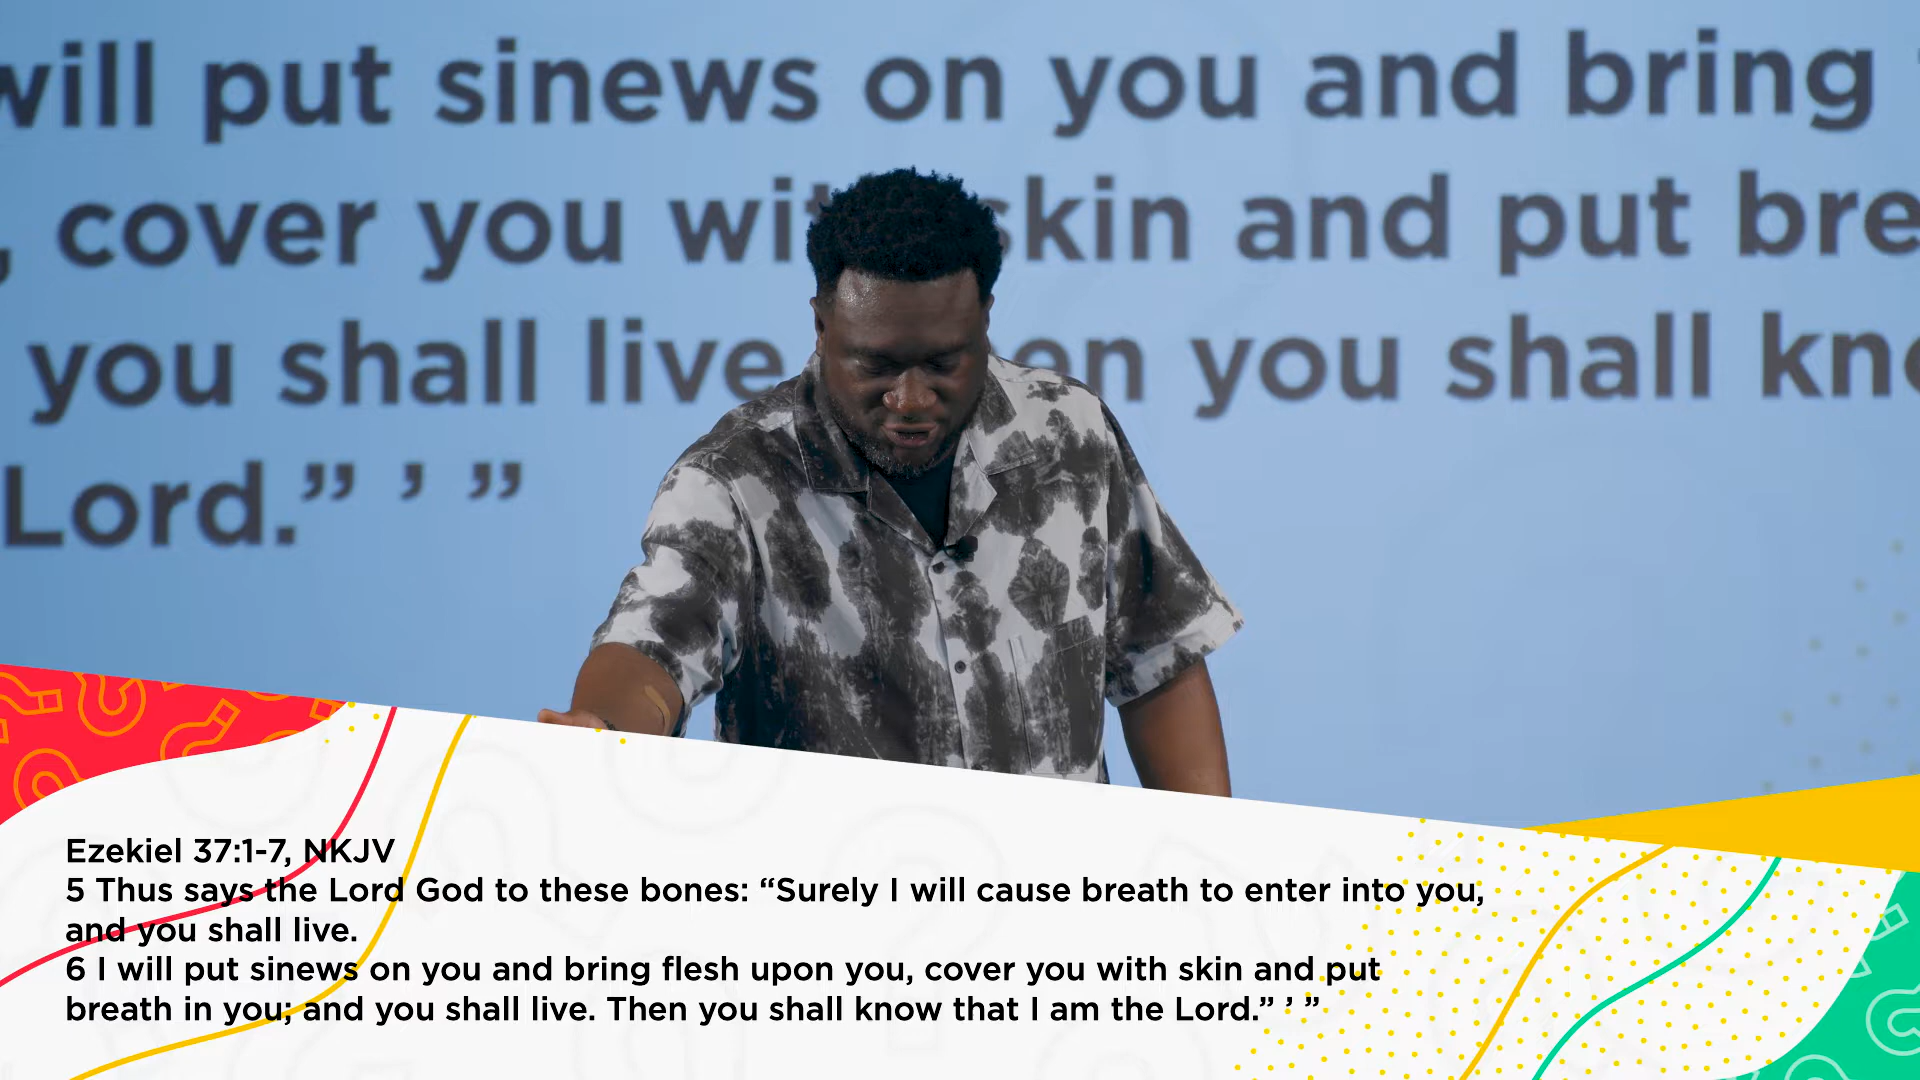 will put sinews on you and bring
, cover you skin and put
you shall live you shall
Lord.” ’ ”
Ezekiel 37:1-7, NKJV
5 Thus says the Lord God to these bones: “Surely I will cause breath to enter into you,
and you shall live.
6 I will put sinews on you and bring flesh upon you, cover you with skin and put
breath in you; and you shall live. Then you shall know that I am the Lord.” ’ ”